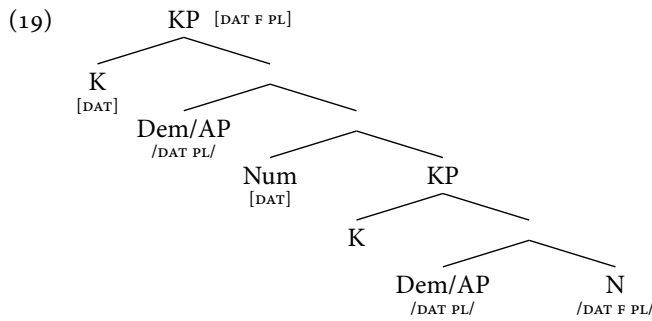 (19) KP [DAT F PL]
K
[DAT]
Dem/AP
/DAT PL/
Num KP
[DAT]
K
Dem/AP N
/DAT PL/ /DAT F PL/